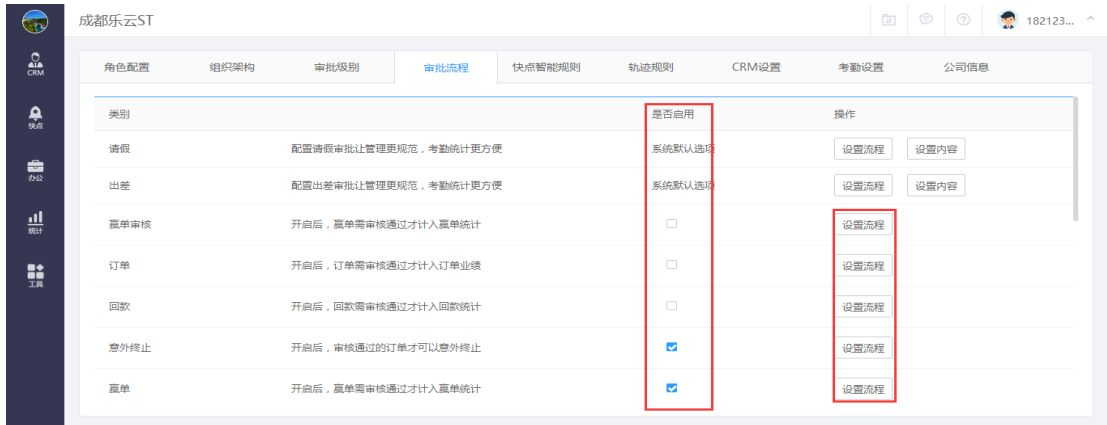 成都乐云ST
182123...
CRM
快点
办公
统计
工具
角色配置 组织架构 审批级别 审批流程 快点智能规则 轨迹规则 CRM设置 考勤设置 公司信息
类别 是否启用 操作
请假 配置请假审批让管理更规范，考勤统计更方便 系统默认选项 设置流程 设置内容
出差 配置出差审批让管理更规范，考勤统计更方便 系统默认选项 设置流程 设置内容
赢单审核 开启后，赢单需审核通过才计入赢单统计 设置流程
订单 开启后，订单需审核通过才计入订单业绩 设置流程
回款 开启后，回款需审核通过才计入回款统计 设置流程
意外终止 开启后，审核通过的订单才可以意外终止 设置流程
赢单 开启后，赢单需审核通过才计入赢单统计 设置流程